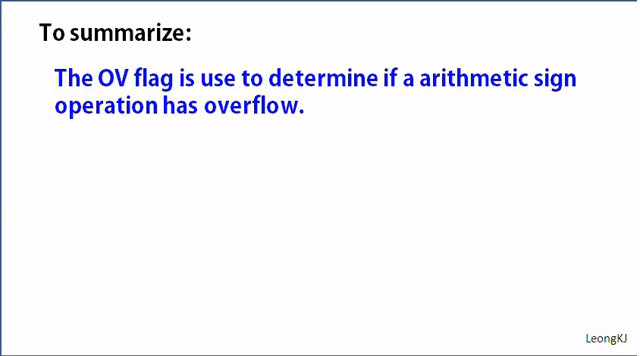 To summarize:
The OV flag is use to determine if a arithmetic sign
operation has overflow.
LeongKJ